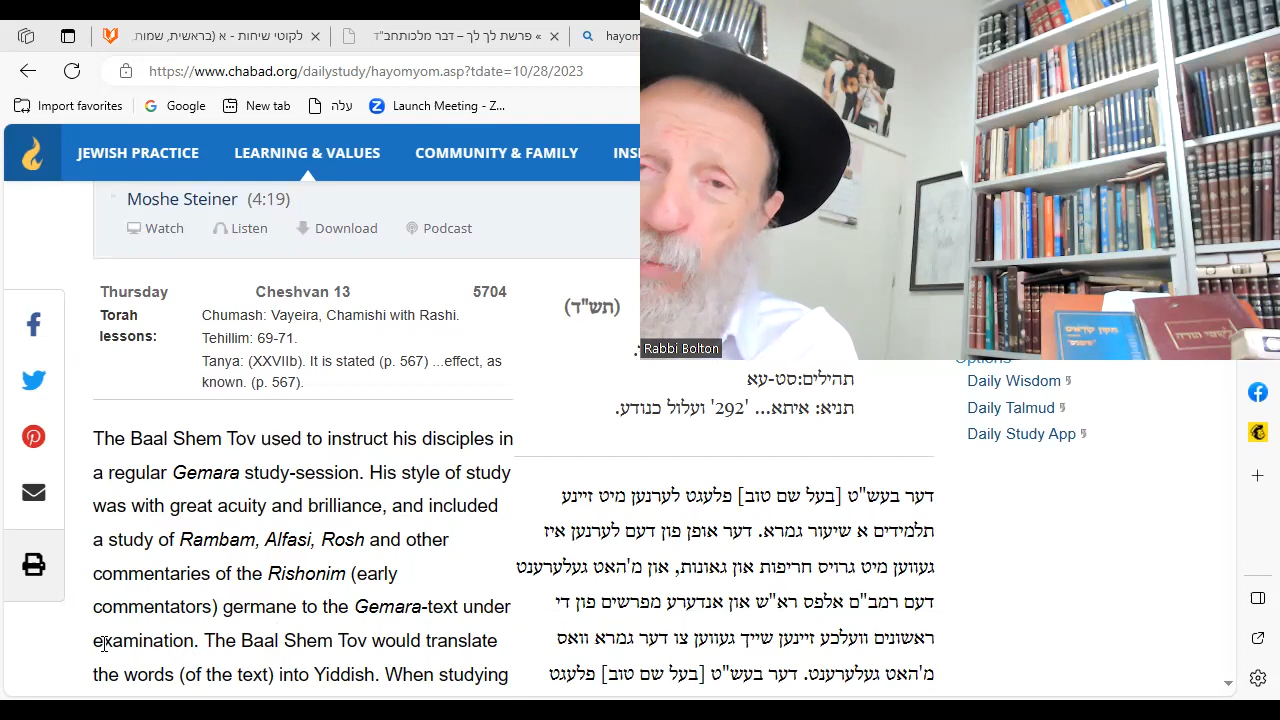 לקוטי שיחות - א (בראשית, שמות,
» פרשת לך לך – דבר מלכותחב"ד
hayom
https://www.chabad.org/dailystudy/hayomyom.asp?tdate=10/28/2023
Import favorites
Google
New tab
עלה
Launch Meeting - Z...
JEWISH PRACTICE
LEARNING & VALUES
COMMUNITY & FAMILY
INS
Moshe Steiner (4:19)
Watch
Listen
Download
Podcast
Thursday Cheshvan 13 5704
Torah lessons:
Chumash: Vayeira, Chamishi with Rashi.
Tehillim: 69-71.
Tanya: (XXVIIb). It is stated (p. 567) ...effect, as
known. (p. 567).
The Baal Shem Tov used to instruct his disciples in
a regular Gemara study-session. His style of study
was with great acuity and brilliance, and included
a study of Rambam, Alfasi, Rosh and other
commentaries of the Rishonim (early
commentators) germane to the Gemara-text under
examination. The Baal Shem Tov would translate
the words (of the text) into Yiddish. When studying
(תש"ד)
תהילים:סט-עא
תניא: איתא... '292' ועלול כנודע.
דער בעש"ט [בעל שם טוב] פלעגט לערנען מיט זיינע
תלמידים א שיעור גמרא. דער אופן פון דעם לערנען איז
געווען מיט גרויס חריפות און גאונות, און מ'האט געלערענט
דעם רמב"ם אלפס רא"ש און אנדערע מפרשים פון די
ראשונים וועלכע זיינען שייך געווען צו דער גמרא וואס
מ'האט געלערענט. דער בעש"ט [בעל שם טוב] פלעגט
Rabbi Bolton
Options
Daily Wisdom
Daily Talmud
Daily Study App